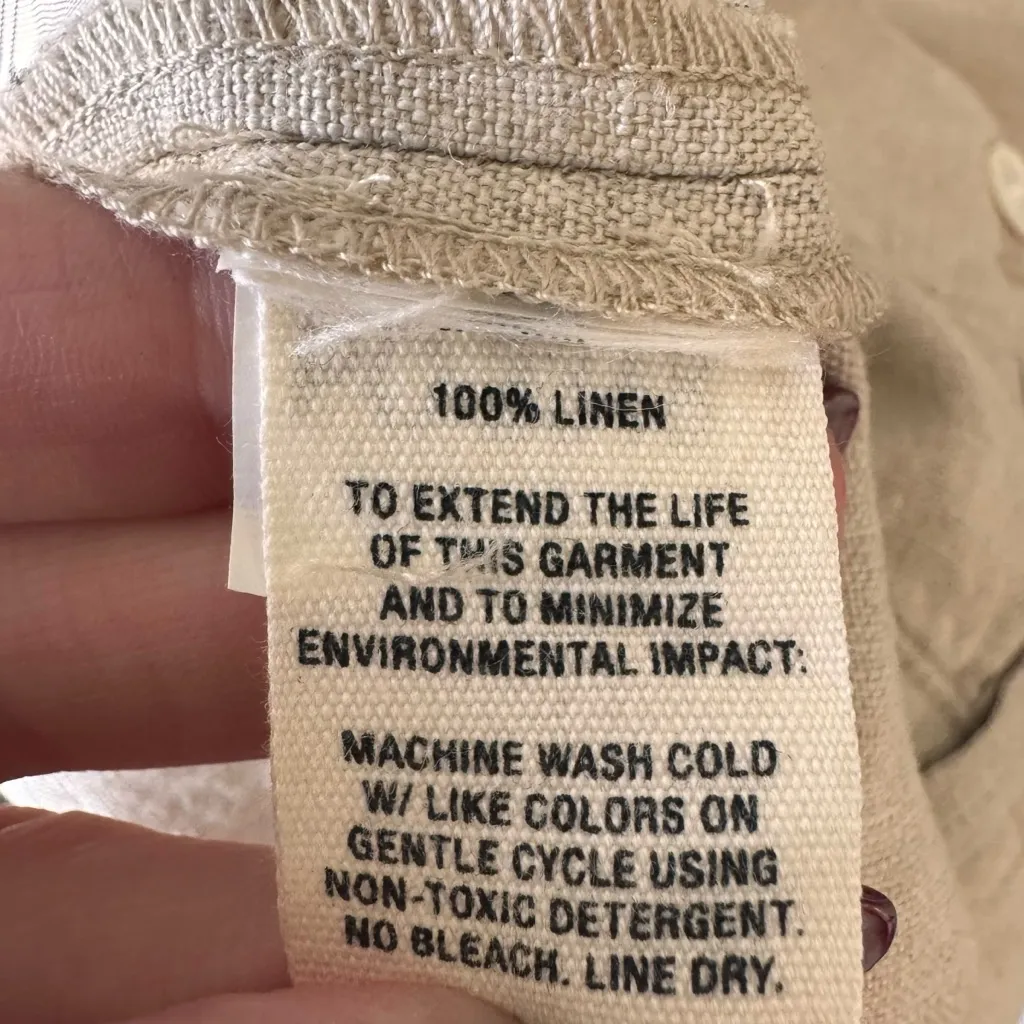 100% LINEN
TO EXTEND THE LIFE
OF THIS GARMENT
AND TO MINIMIZE
ENVIRONMENTAL IMPACT:
MACHINE WASH COLD
W/ LIKE COLORS ON
GENTLE CYCLE USING
NON-TOXIC DETERGENT.
NO BLEACH. LINE DRY.